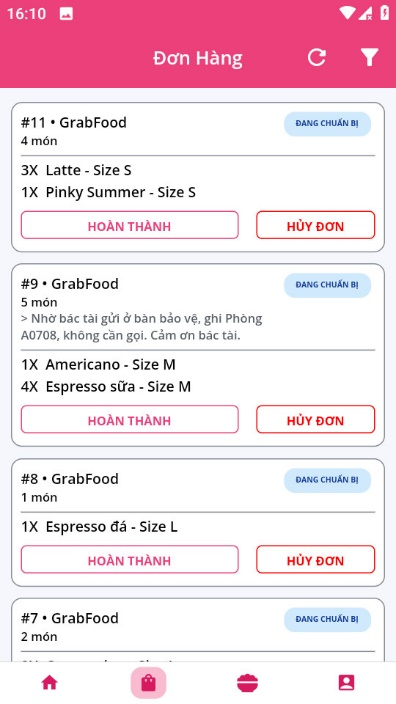 16:10
Đơn Hàng
#11 • GrabFood
ĐANG CHUẨN BỊ
4 món
3X Latte - Size S
1X Pinky Summer - Size S
HOÀN THÀNH
HỦY ĐƠN
#9 • GrabFood
ĐANG CHUẨN BỊ
5 món
> Nhờ bác tài gửi ở bàn bảo vệ, ghi Phòng
A0708, không cần gọi. Cảm ơn bác tài.
1X Americano - Size M
4X Espresso sữa - Size M
HOÀN THÀNH
HỦY ĐƠN
#8 • GrabFood
ĐANG CHUẨN BỊ
1 món
1X Espresso đá - Size L
HOÀN THÀNH
HỦY ĐƠN
#7 • GrabFood
ĐANG CHUẨN BỊ
2 món